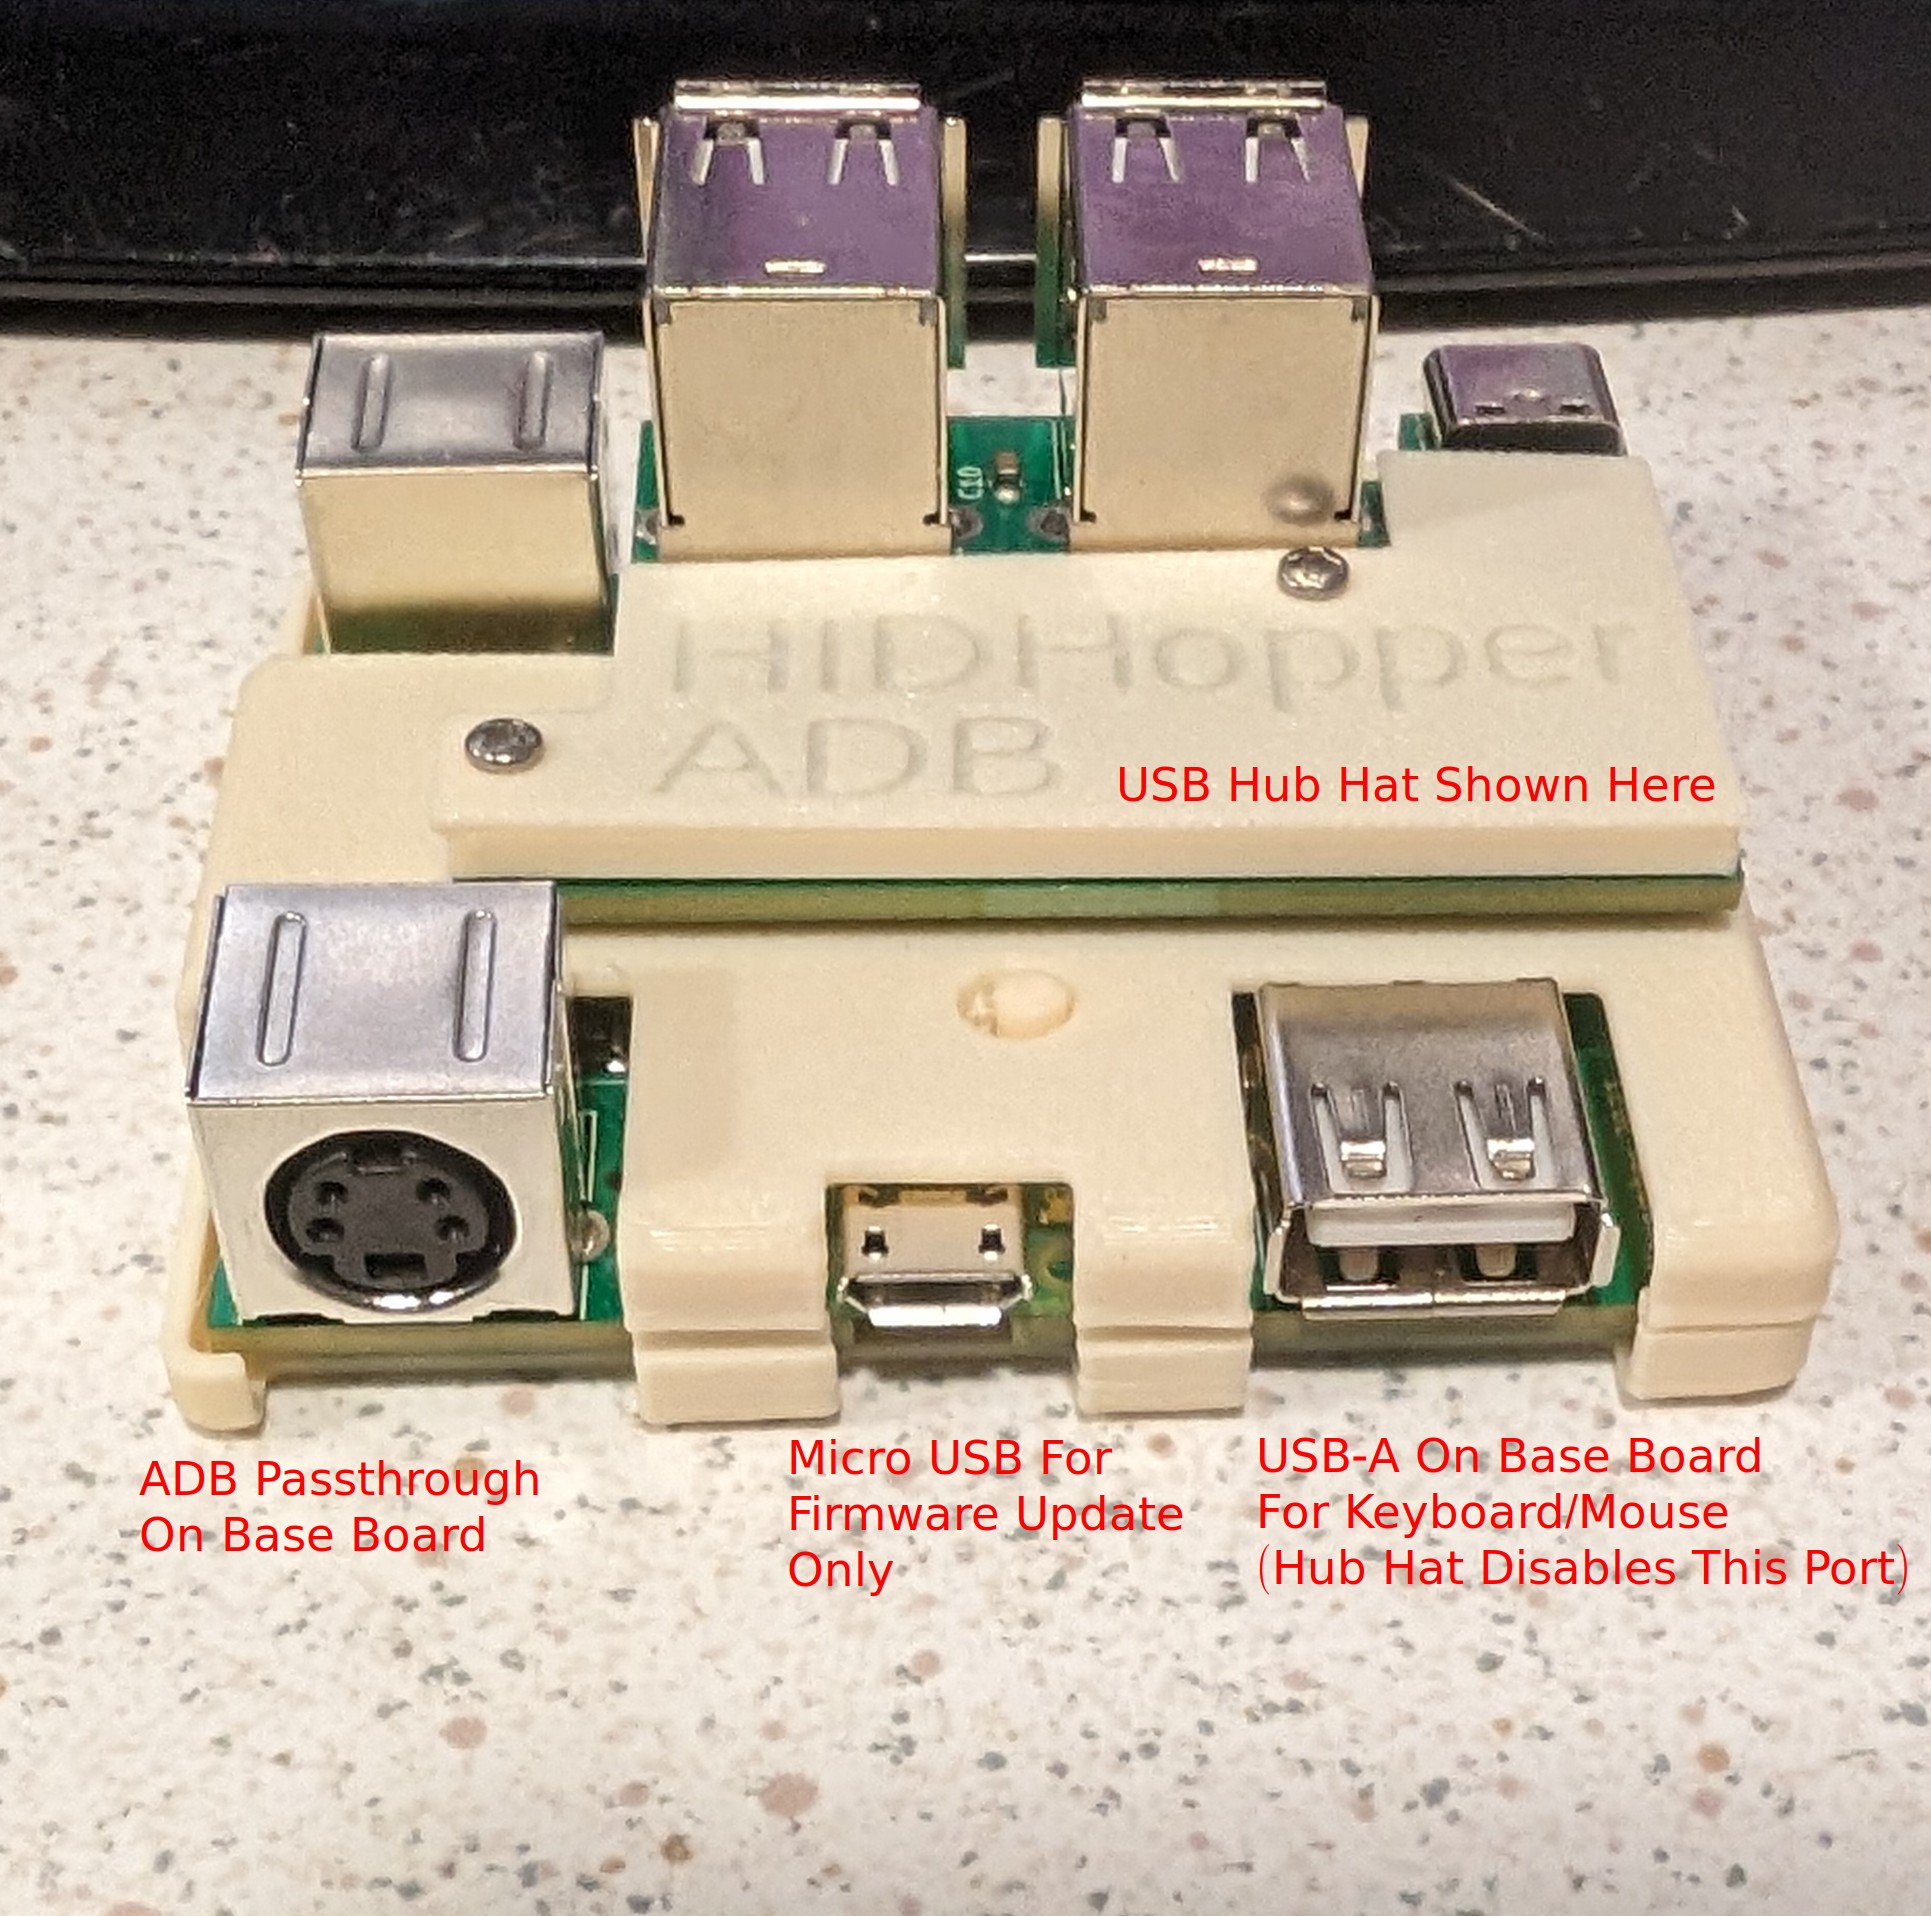 C10
HIDHopper
ADB
USB Hub Hat Shown Here
ADB Passthrough
On Base Board
Micro USB For
Firmware Update
Only
USB-A On Base Board
For Keyboard/Mouse
(Hub Hat Disables This Port)